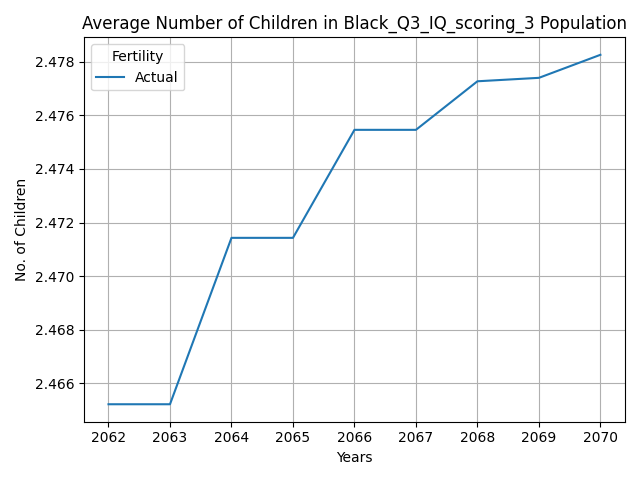 Average Number of Children in Black_Q3_IQ_scoring_3 Population
Fertility
Actual
No. of Children
2.478
2.476
2.474
2.472
2.470
2.468
2.466
2062 2063 2064 2065 2066 2067 2068 2069 2070
Years